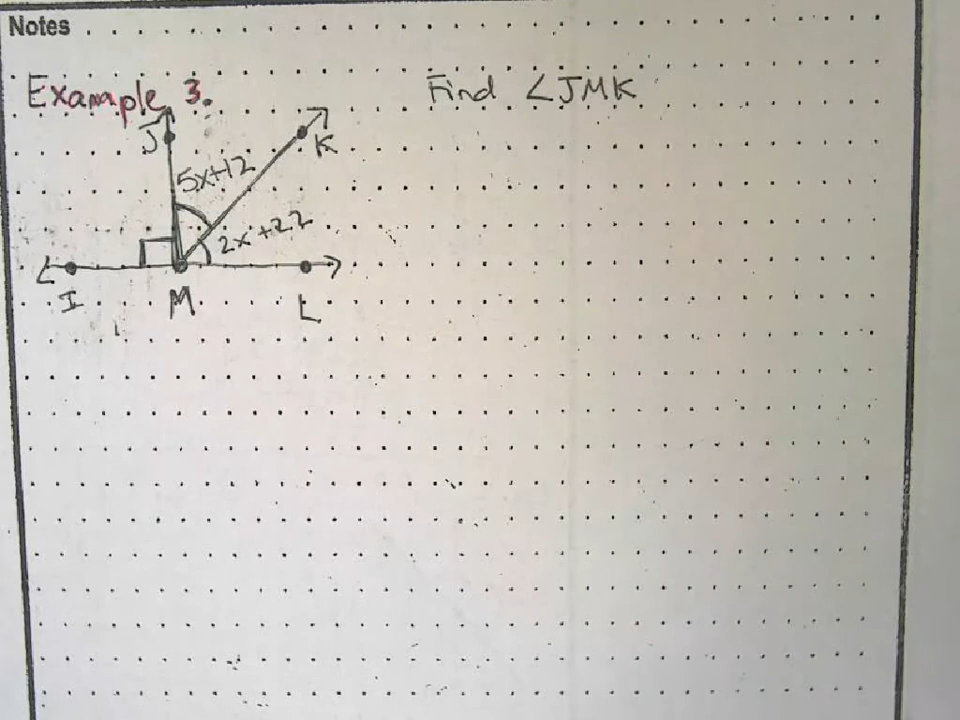 Notes
Example 3. Find ∠JMK
J
K
5x+12
2x+22
I M L